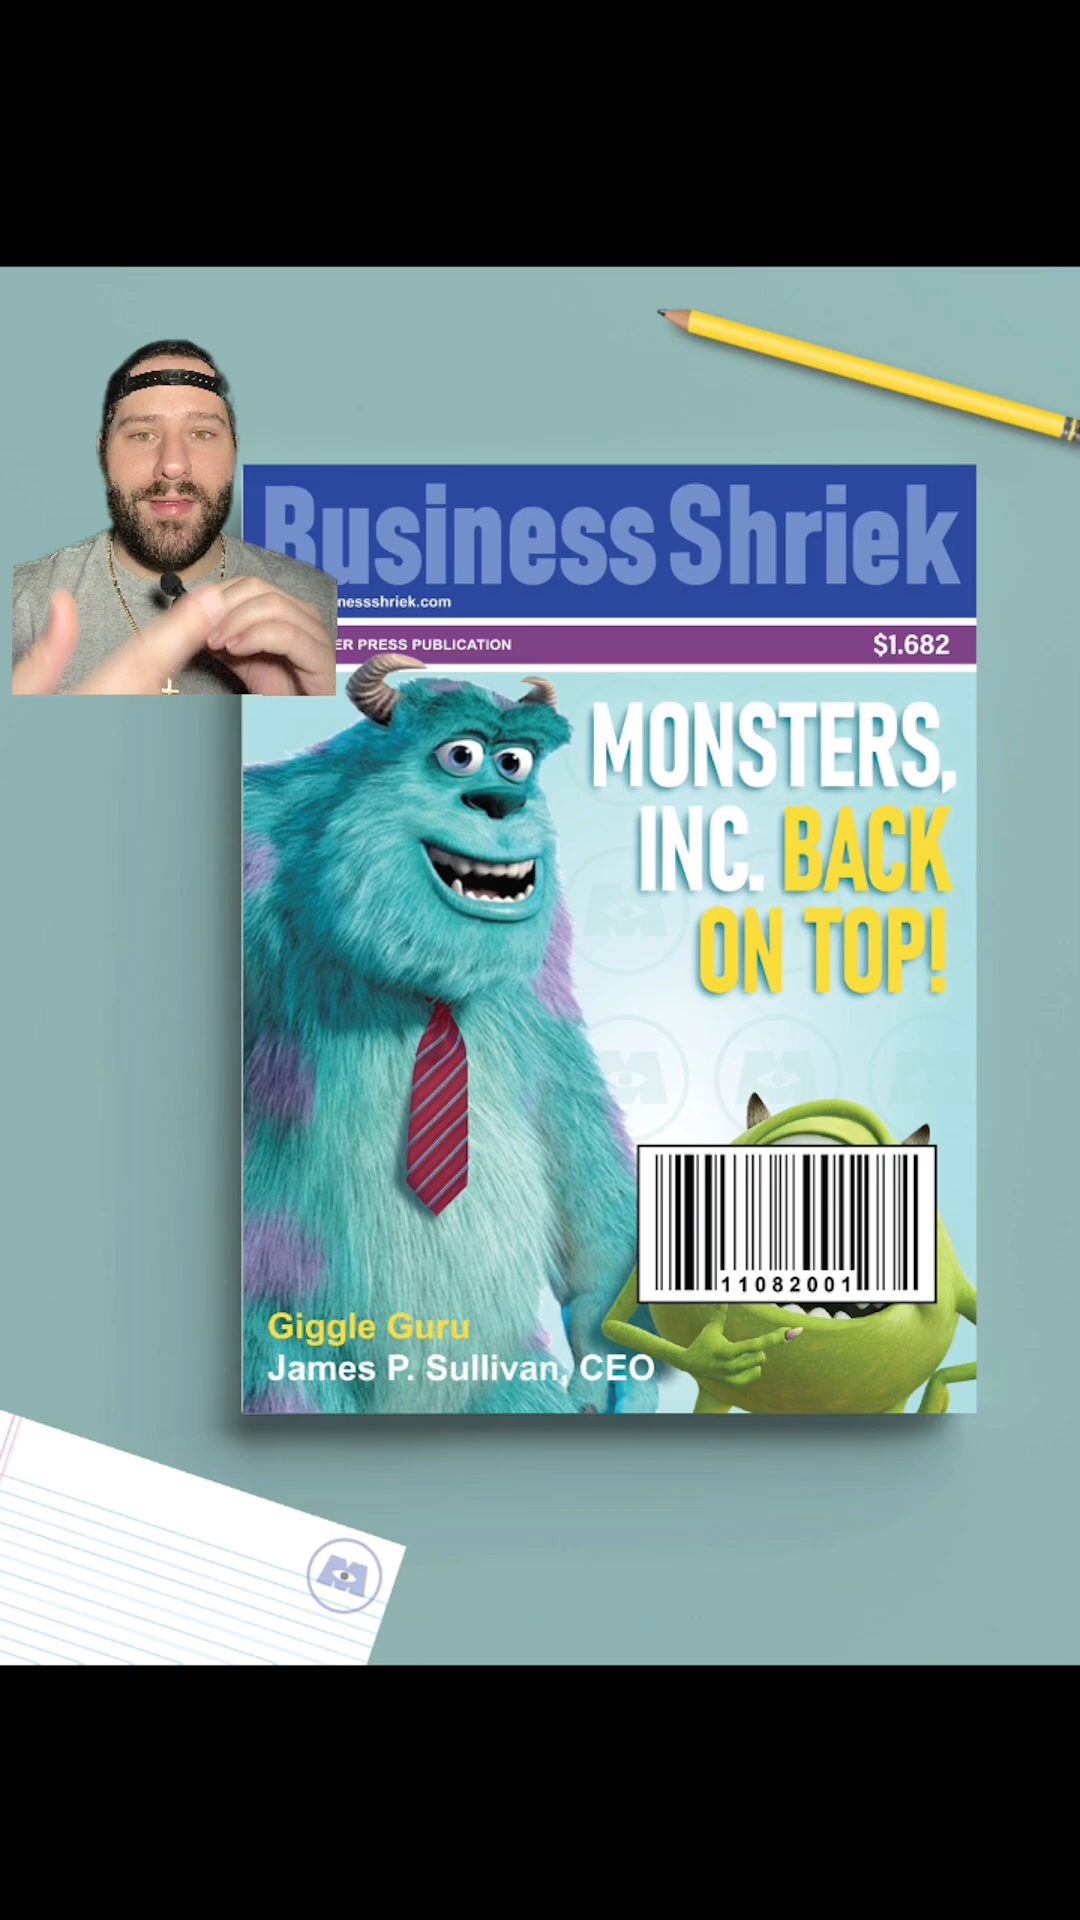 Business Shriek
nessshriek.com
ER PRESS PUBLICATION
$1.682
MONSTERS,
INC. BACK
ON TOP!
11082001
Giggle Guru
James P. Sullivan, CEO